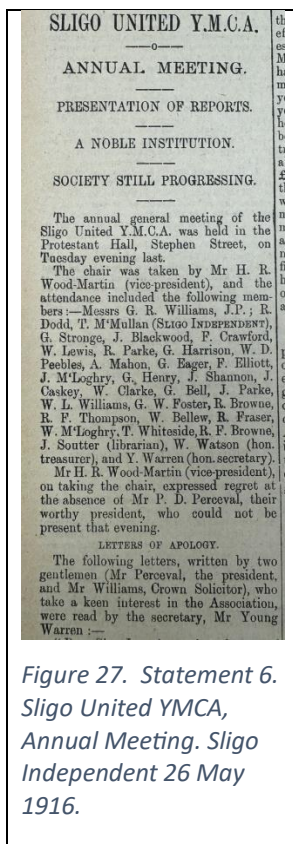 SLIGO UNITED Y.M.C.A.
ANNUAL MEETING.
PRESENTATION OF REPORTS.
A NOBLE INSTITUTION.
SOCIETY STILL PROGRESSING.
The annual general meeting of the
Sligo United Y.M.C.A. was held in the
Protestant Hall, Stephen Street, on
Tuesday evening last.
The chair was taken by Mr H. R.
Wood-Martin (vice-president), and the
attendance included the following mem-
bers:—Messrs G. R. Williams, J.P.; R.
Dodd, T. M'Mullan (SLIGO INDEPENDENT),
G. Stronge, J. Blackwood, F. Crawford,
W. Lewis, R. Parke, G. Harrison, W. D.
Peebles, A. Mahon, G. Eager, F. Elliott,
J. M'Loghry, G. Henry, J. Shannon, J.
Caskey, W. Clarke, G. Bell, J. Parke,
W. L. Williams, G. W. Foster, R. Browne,
R. F. Thompson, W. Bellew, R. Fraser,
W. M'Loghry, T. Whiteside, R. F. Browne,
J. Soutter (librarian), W. Watson (hon.
treasurer), and Y. Warren (hon. secretary).
Mr H. R. Wood-Martin (vice-president),
on taking the chair, expressed regret at
the absence of Mr P. D. Perceval, their
worthy president, who could not be
present that evening.
LETTERS OF APOLOGY.
The following letters, written by two
gentlemen (Mr Perceval, the president,
and Mr Williams, Crown Solicitor), who
take a keen interest in the Association,
were read by the secretary, Mr Young
Warren :—
Figure 27. Statement 6.
Sligo United YMCA,
Annual Meeting. Sligo
Independent 26 May
1916.